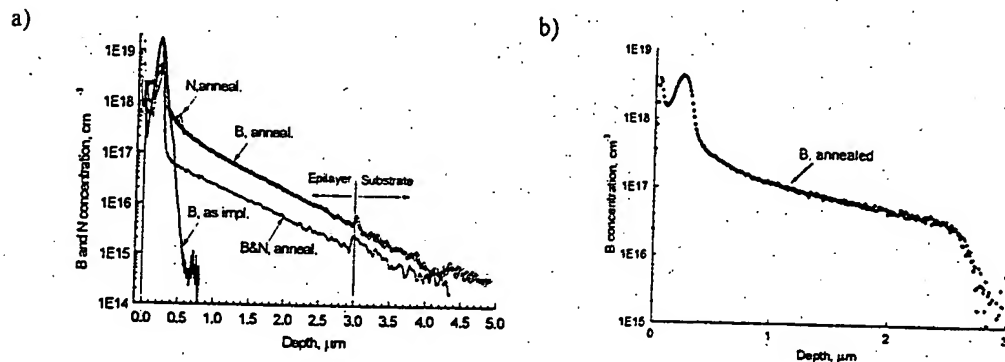 a)
B and N concentration, cm⁻³
1E19
1E18
1E17
1E16
1E15
1E14
N, anneal.
B, anneal.
Epilayer
Substrate
B, as impl.
B&N, anneal.
0.0 0.5 1.0 1.5 2.0 2.5 3.0 3.5 4.0 4.5 5.0
Depth, μm
b)
B concentration, cm⁻³
1E19
1E18
1E17
1E16
1E15
B, annealed
0 1 2 3
Depth, μm